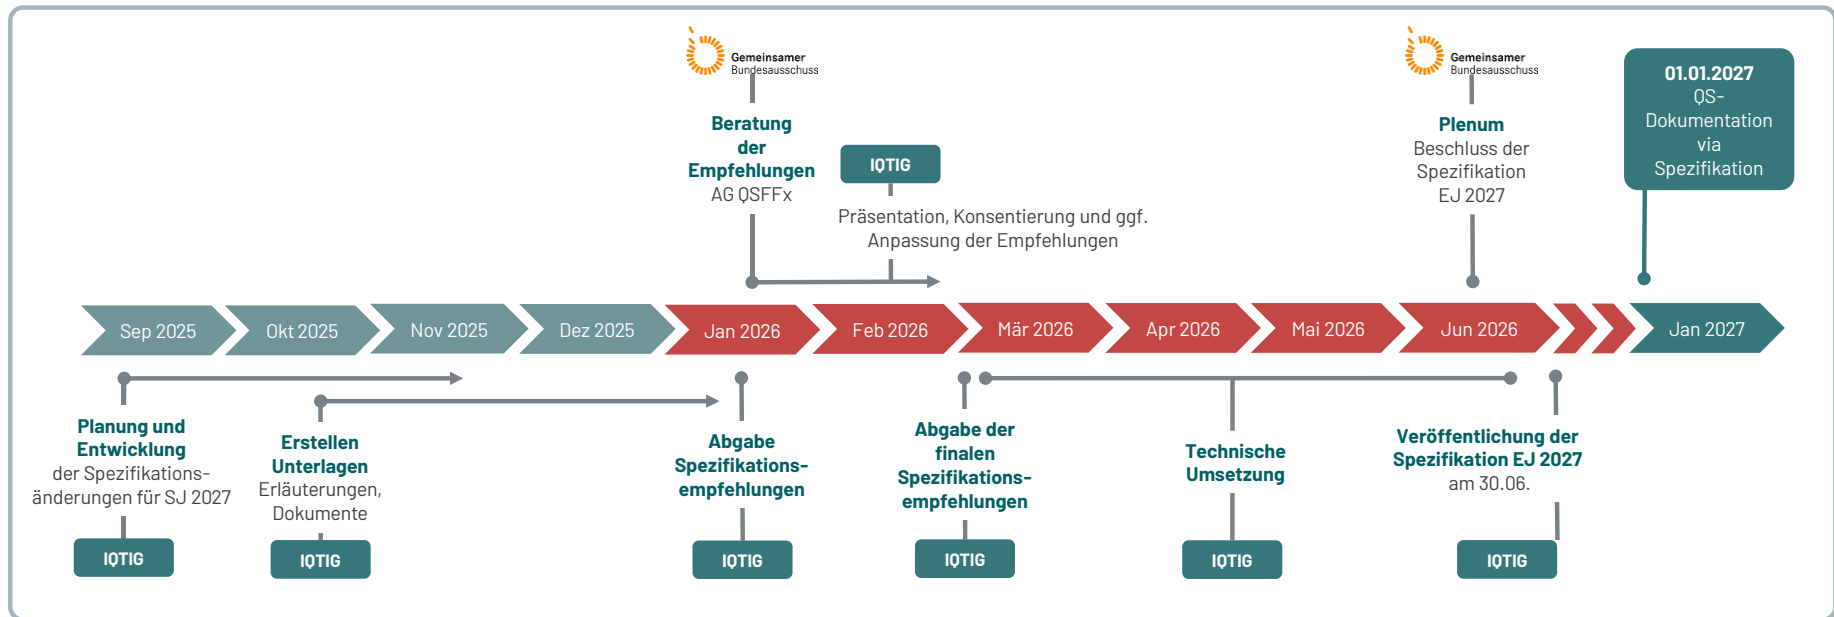 Gemeinsamer
Bundesausschuss
Beratung
der
Empfehlungen
AG QSFFx
IQTIG
Präsentation, Konsentierung und ggf.
Anpassung der Empfehlungen
Gemeinsamer
Bundesausschuss
Plenum
Beschluss der
Spezifikation
EJ 2027
01.01.2027
QS-
Dokumentation
via
Spezifikation
Sep 2025
Okt 2025
Nov 2025
Dez 2025
Jan 2026
Feb 2026
Mär 2026
Apr 2026
Mai 2026
Jun 2026
Jan 2027
Planung und
Entwicklung
der Spezifikations-
änderungen für SJ 2027
IQTIG
Erstellen
Unterlagen
Erläuterungen,
Dokumente
IQTIG
Abgabe
Spezifikations-
empfehlungen
IQTIG
Abgabe der
finalen
Spezifikations-
empfehlungen
IQTIG
Technische
Umsetzung
IQTIG
Veröffentlichung der
Spezifikation EJ 2027
am 30.06.
IQTIG